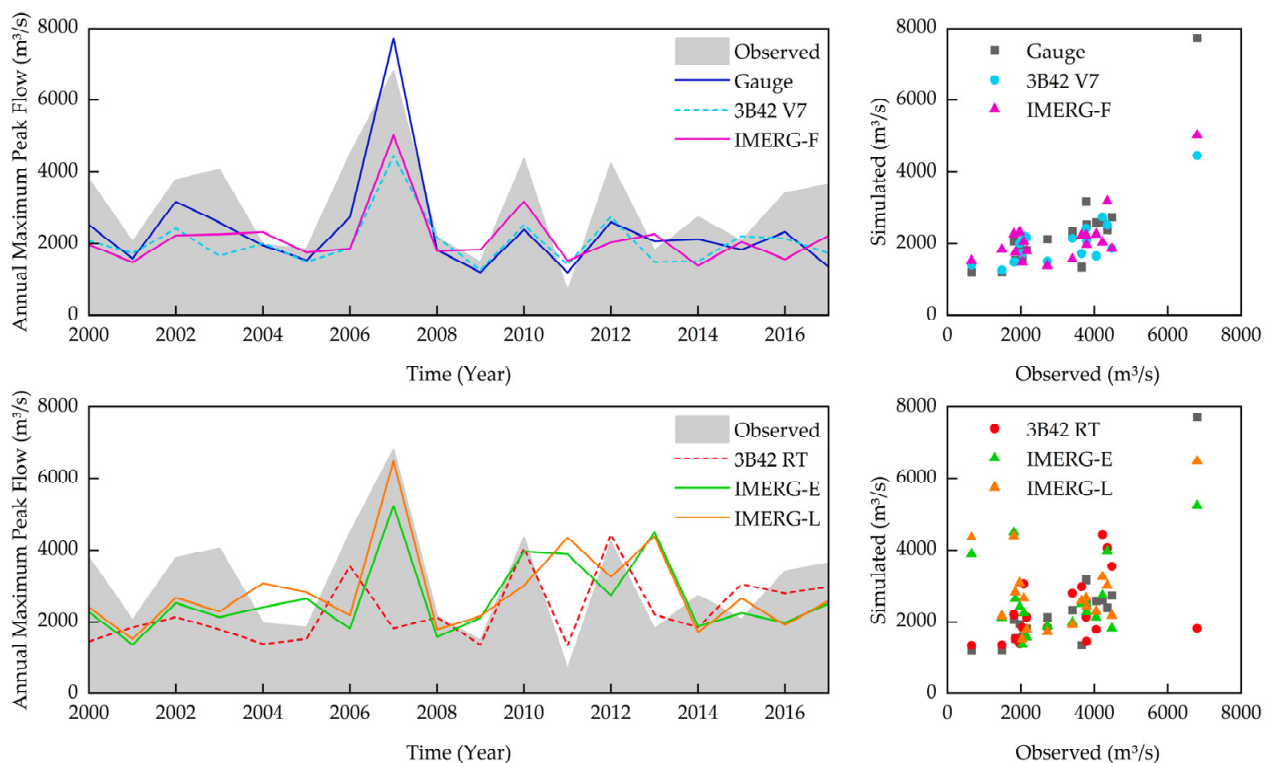 Annual Maximum Peak Flow (m³/s)
8000
6000
4000
2000
0
Observed
Gauge
3B42 V7
IMERG-F
2000 2002 2004 2006 2008 2010 2012 2014 2016
Time (Year)
Simulated (m³/s)
8000
6000
4000
2000
0
Gauge
3B42 V7
IMERG-F
0 2000 4000 6000 8000
Observed (m³/s)
Annual Maximum Peak Flow (m³/s)
8000
6000
4000
2000
0
Observed
3B42 RT
IMERG-E
IMERG-L
2000 2002 2004 2006 2008 2010 2012 2014 2016
Time (Year)
Simulated (m³/s)
8000
6000
4000
2000
0
3B42 RT
IMERG-E
IMERG-L
0 2000 4000 6000 8000
Observed (m³/s)